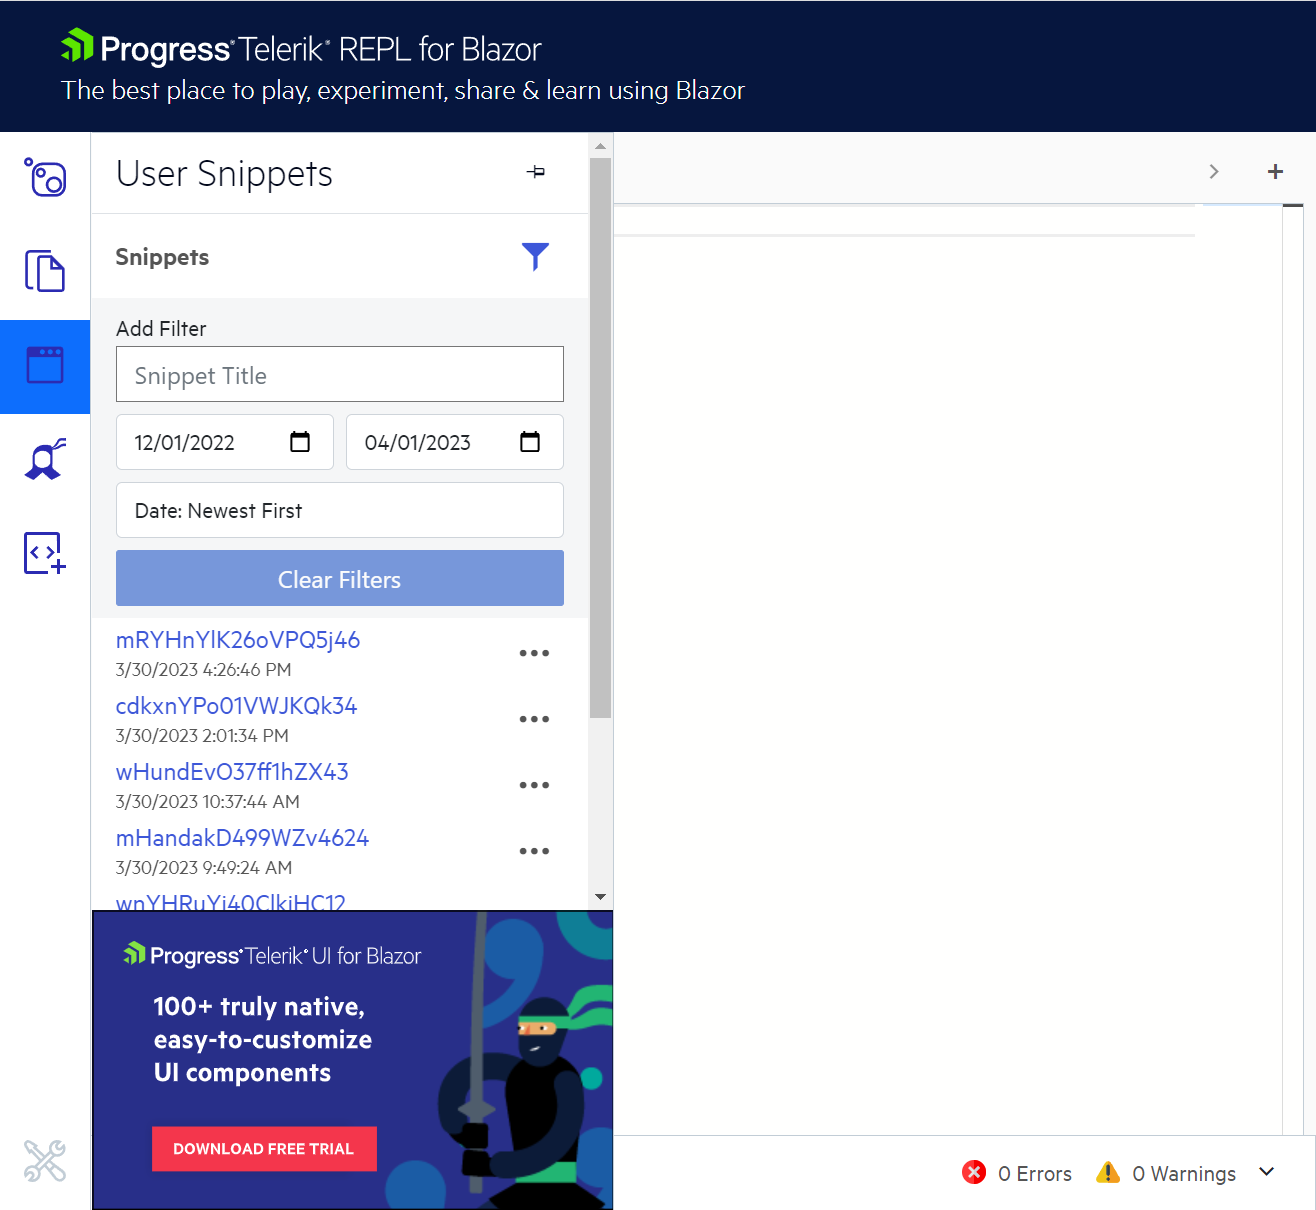 Progress Telerik REPL for Blazor
The best place to play, experiment, share & learn using Blazor
User Snippets
Snippets
Add Filter
Snippet Title
12/01/2022 04/01/2023
Date: Newest First
Clear Filters
mRYHnYlK26oVPQ5j46
3/30/2023 4:26:46 PM
cdkxnYPo01VWJKQk34
3/30/2023 2:01:34 PM
wHundEvO37ff1hZX43
3/30/2023 10:37:44 AM
mHandakD499WZv4624
3/30/2023 9:49:24 AM
Progress Telerik UI for Blazor
100+ truly native,
easy-to-customize
UI components
DOWNLOAD FREE TRIAL
0 Errors 0 Warnings